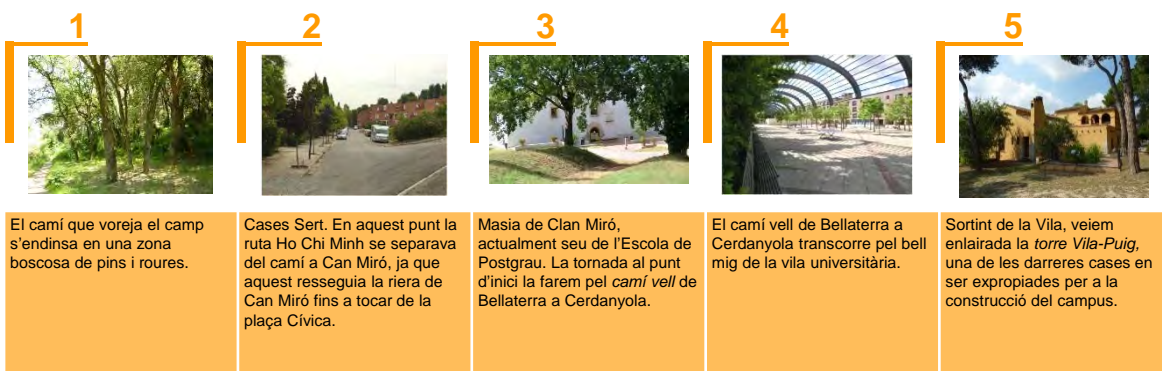 1
El camí que voreja el camp
s’endinsa en una zona
boscosa de pins i roures.
2
Cases Sert. En aquest punt la
ruta Ho Chi Minh se separava
del camí a Can Miró, ja que
aquest resseguia la riera de
Can Miró fins a tocar de la
plaça Cívica.
3
Masia de Clan Miró,
actualment seu de l’Escola de
Postgrau. La tornada al punt
d’inici la farem pel camí vell de
Bellaterra a Cerdanyola.
4
El camí vell de Bellaterra a
Cerdanyola transcorre pel bell
mig de la vila universitària.
5
Sortint de la Vila, veiem
enlairada la torre Vila-Puig,
una de les darreres cases en
ser expropiades per a la
construcció del campus.